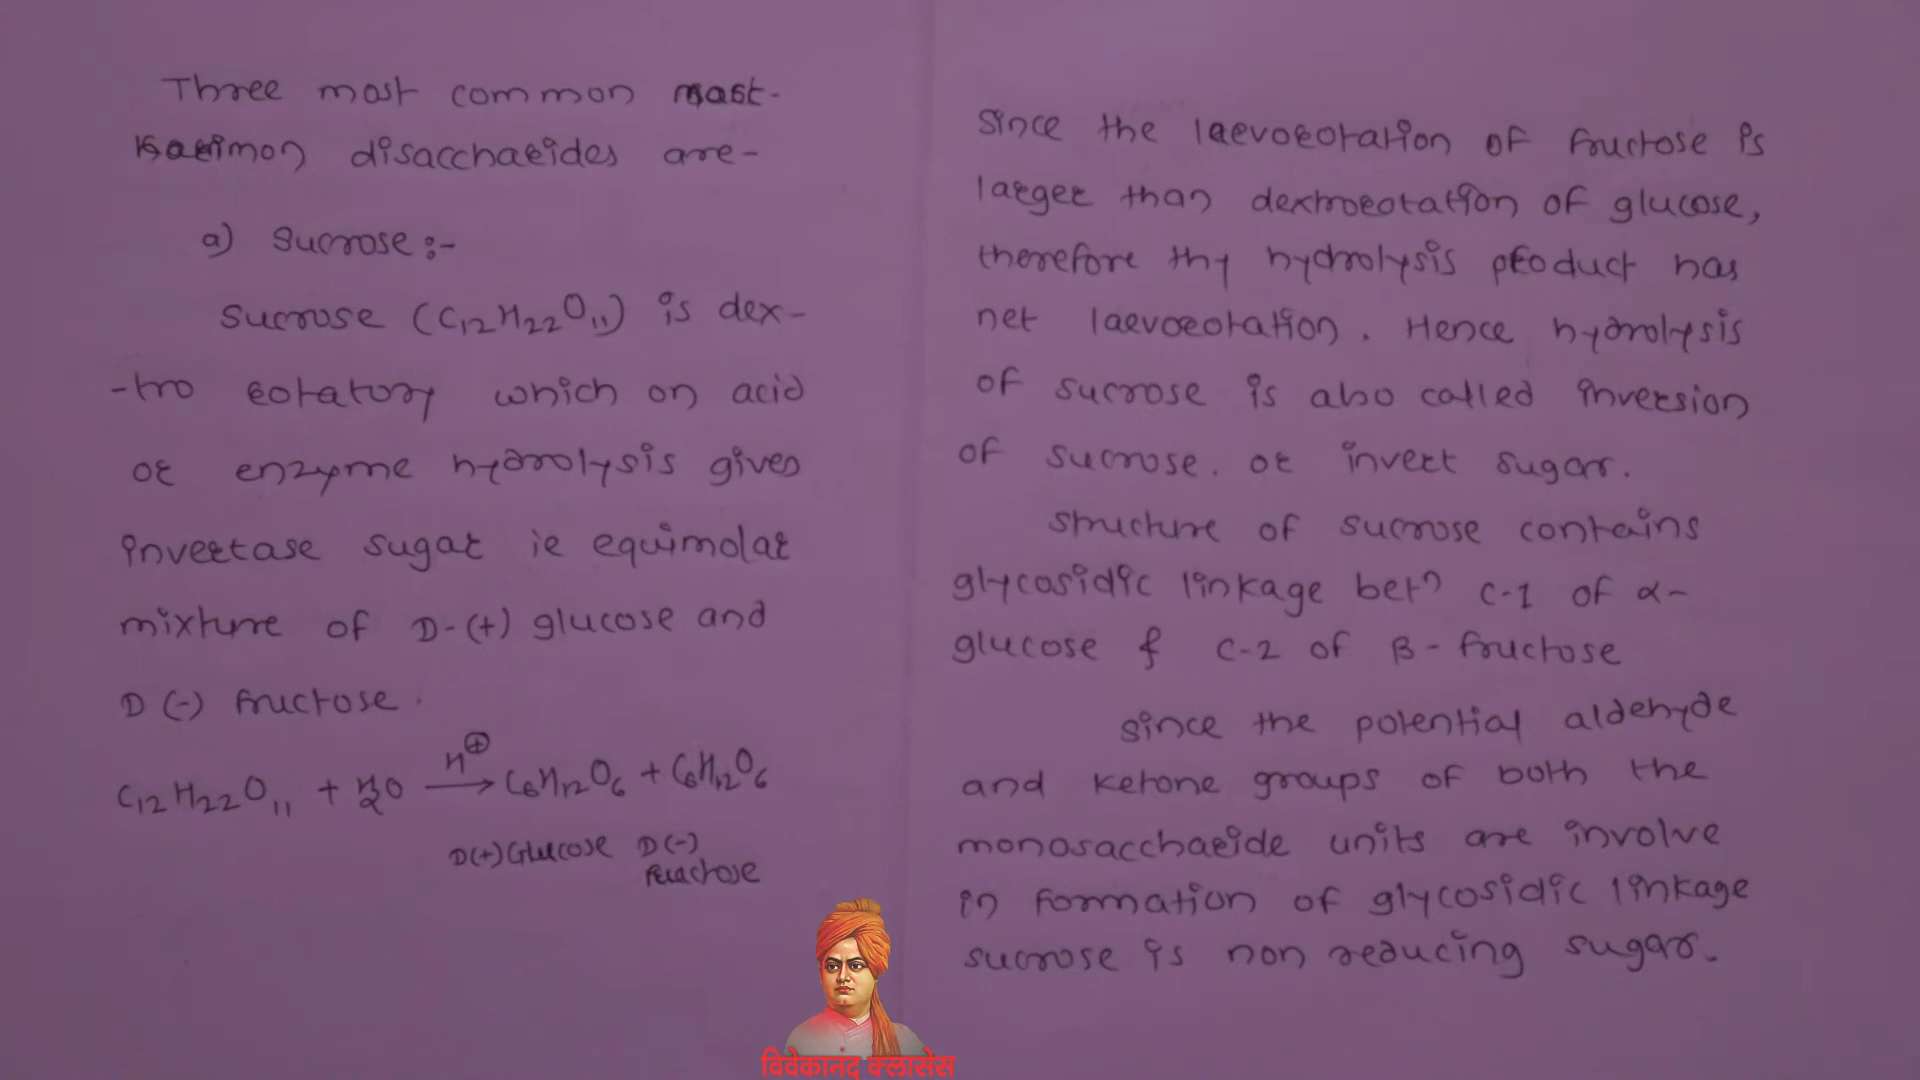 Three most common most-
kommon disaccharides are-
a) Sucrose :-
Sucrose (C12H22O11) is dex-
-tro rotatory which on acid
or enzyme hydrolysis gives
invertase sugar ie equimolar
mixture of D-(+) glucose and
D (-) fructose.
C12H22O11 + H2O —H⊕→ C6H12O6 + C6H12O6
D(+) Glucose D(-)
fructose
Since the laevorotation of fructose is
larger than dextrorotation of glucose,
therefore thy hydrolysis product has
net laevorotation. Hence hydrolysis
of sucrose is also called inversion
of sucrose. or invert sugar.
structure of sucrose contains
glycosidic linkage betn C-1 of α-
glucose & C-2 of β- fructose
since the potential aldehyde
and ketone groups of both the
monosaccharide units are involve
in formation of glycosidic linkage
sucrose is non reducing sugar.
विवेकानंद क्लासेस